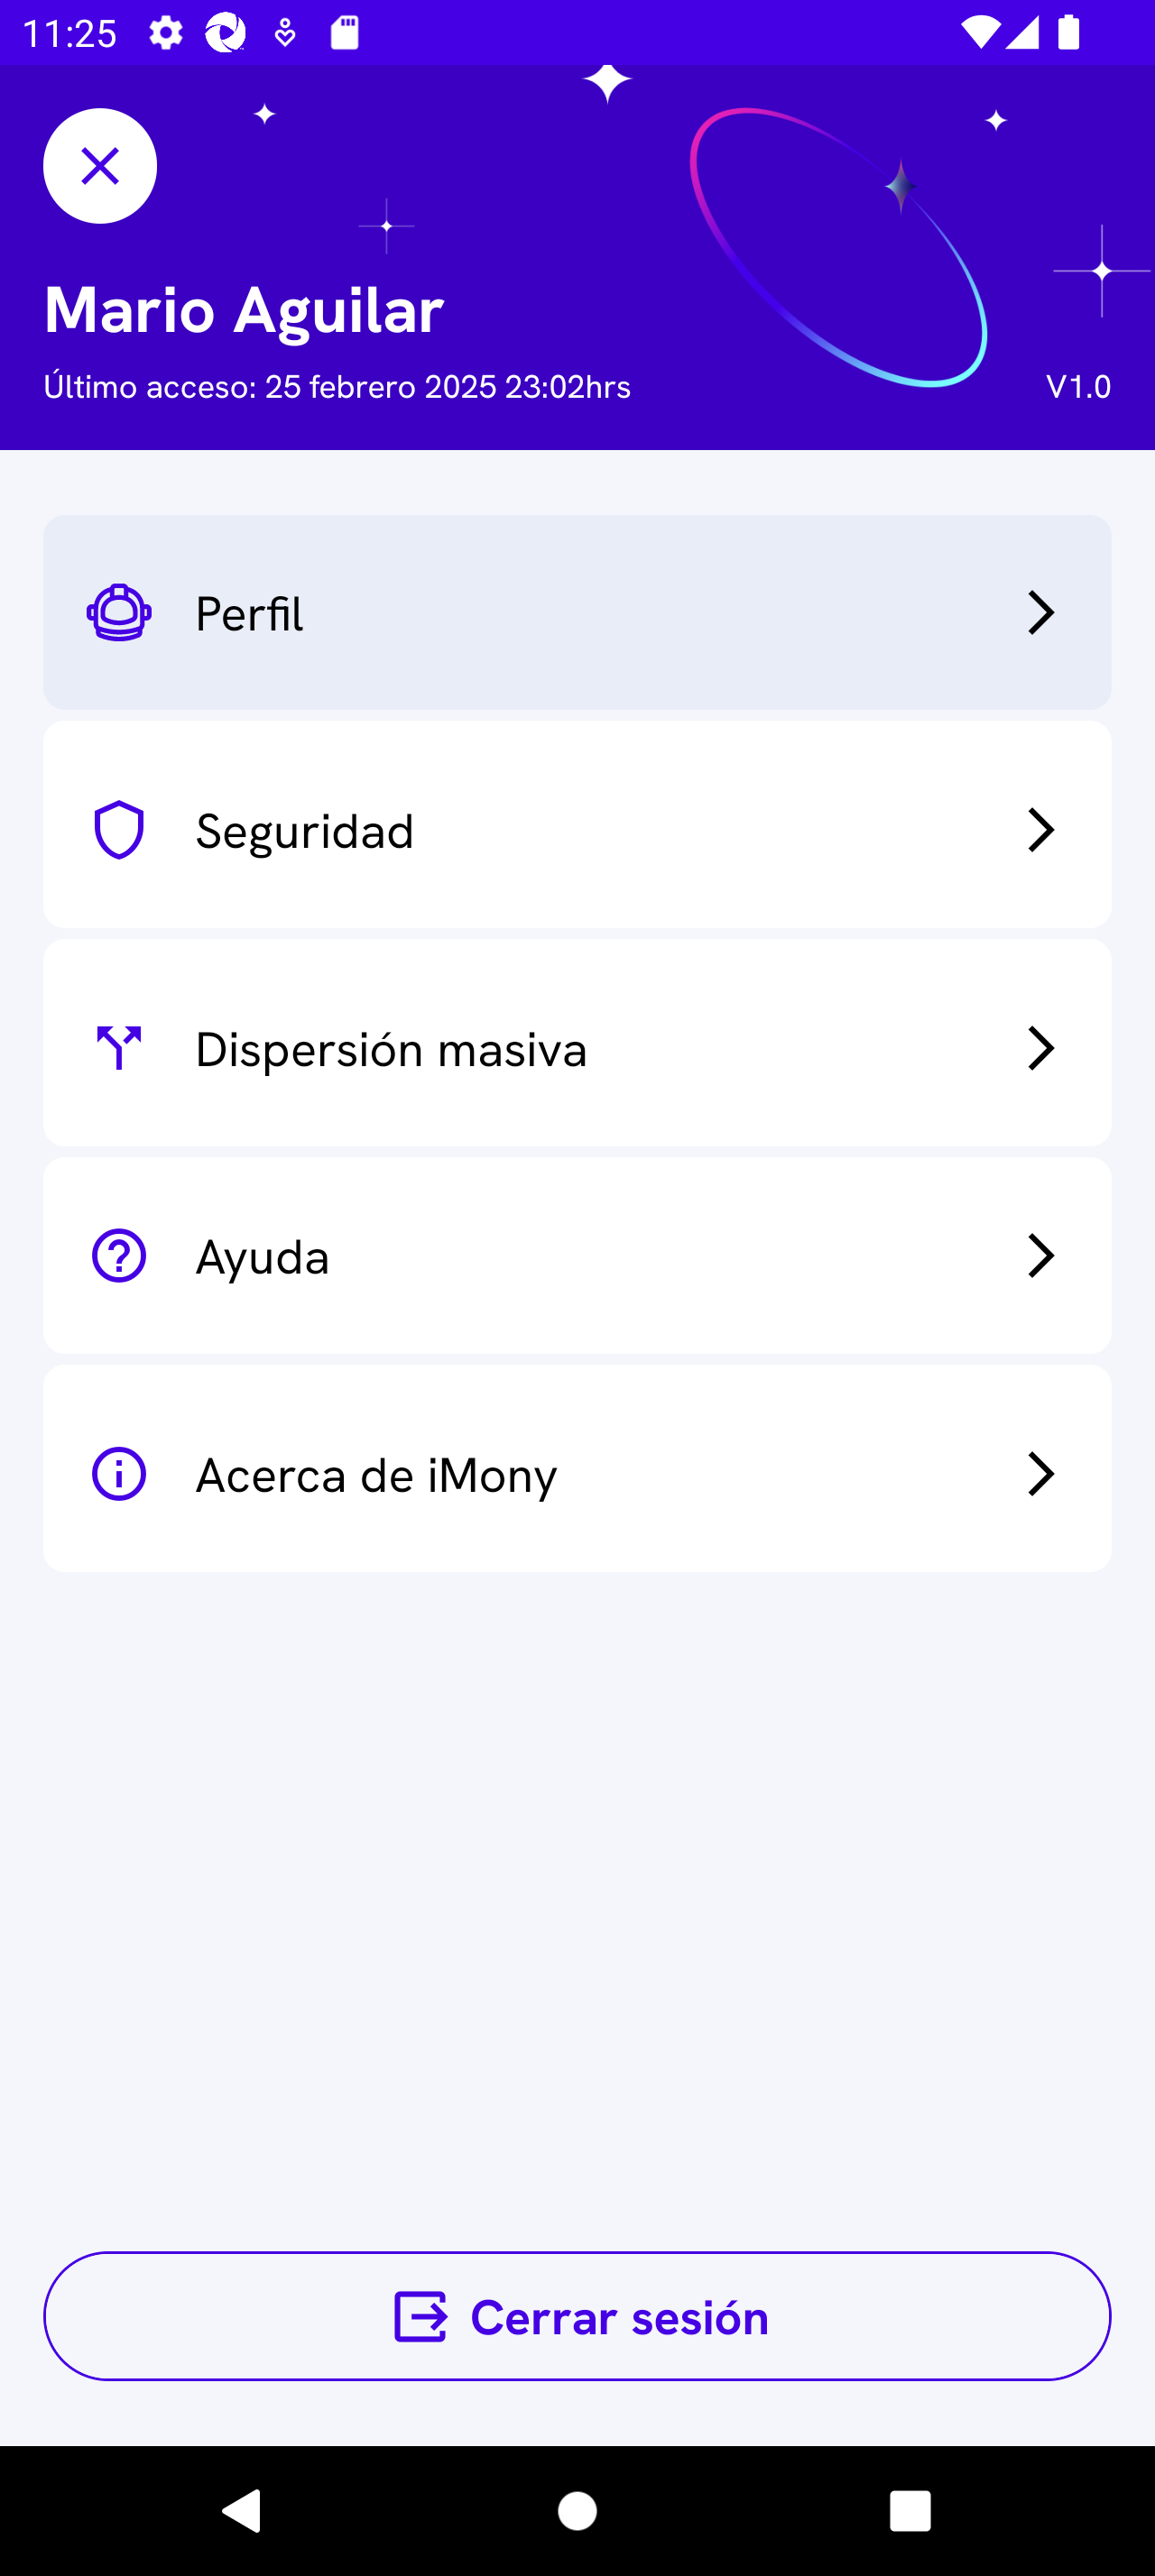 11:25
Mario Aguilar
Último acceso: 25 febrero 2025 23:02hrs
V1.0
Perfil
Seguridad
Dispersión masiva
Ayuda
Acerca de iMony
Cerrar sesión